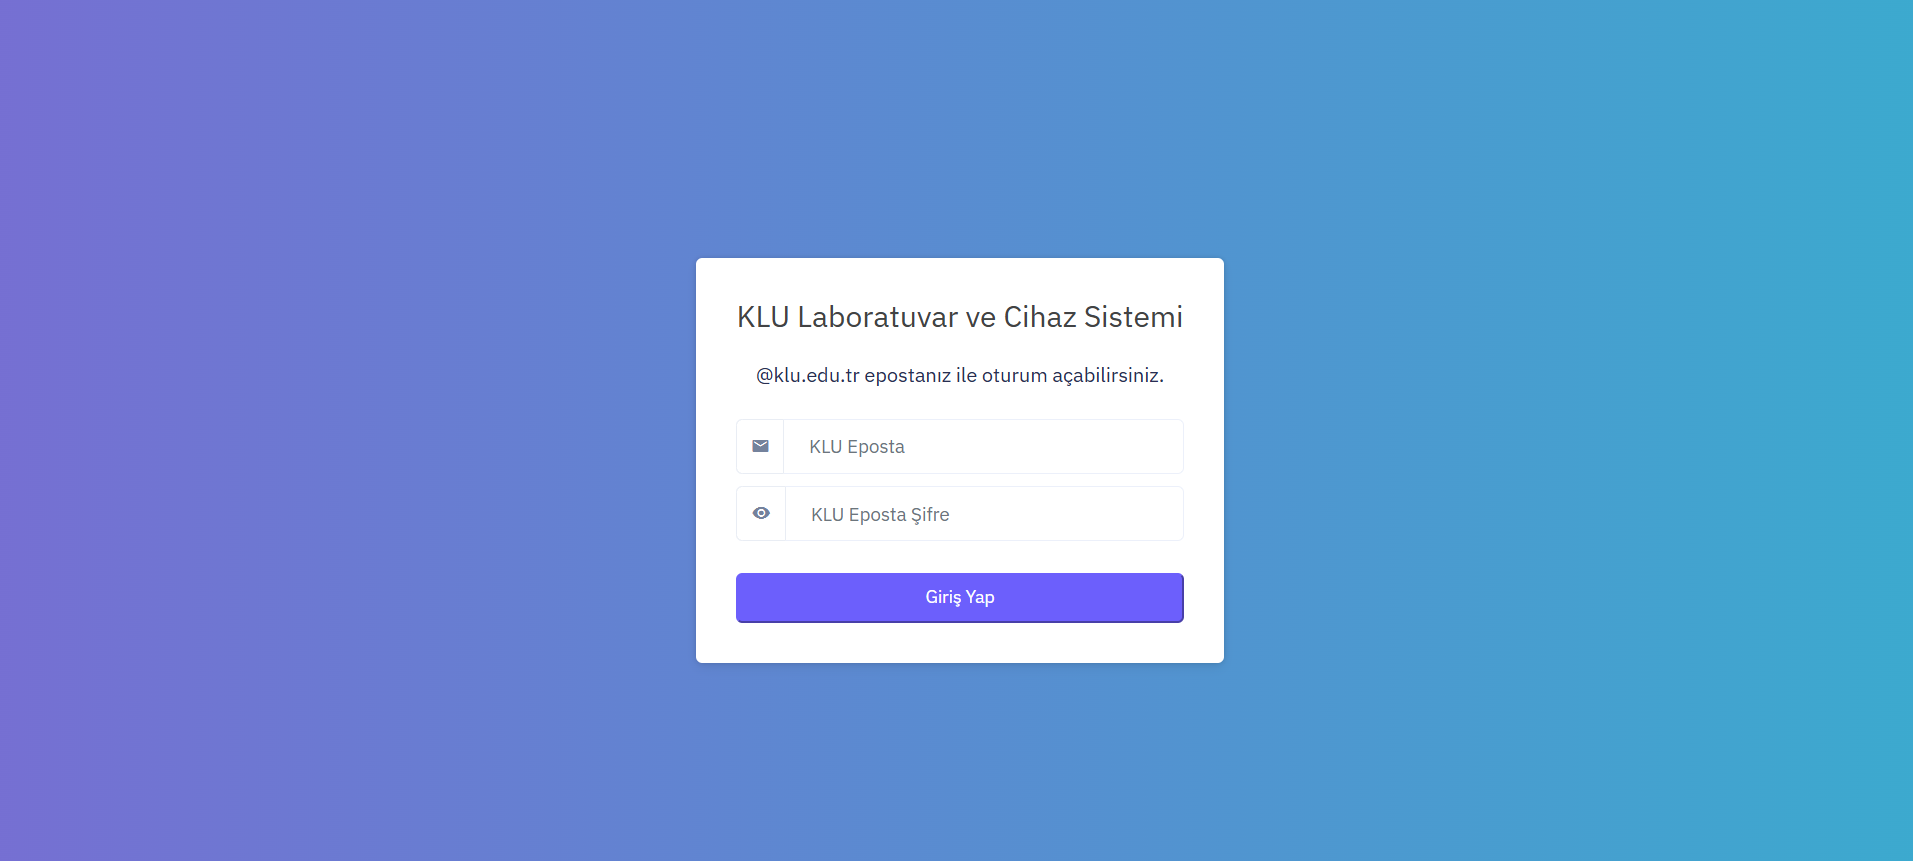 KLU Laboratuvar ve Cihaz Sistemi
@klu.edu.tr epostanız ile oturum açabilirsiniz.
KLU Eposta
KLU Eposta Şifre
Giriş Yap